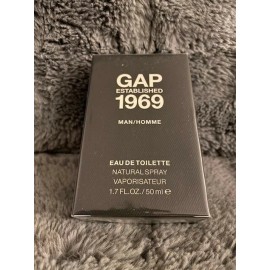 GAP
ESTABLISHED
1969
MAN/HOMME
EAU DE TOILETTE
NATURAL SPRAY
VAPORISATEUR
1.7 FL.OZ./50 ml ℮